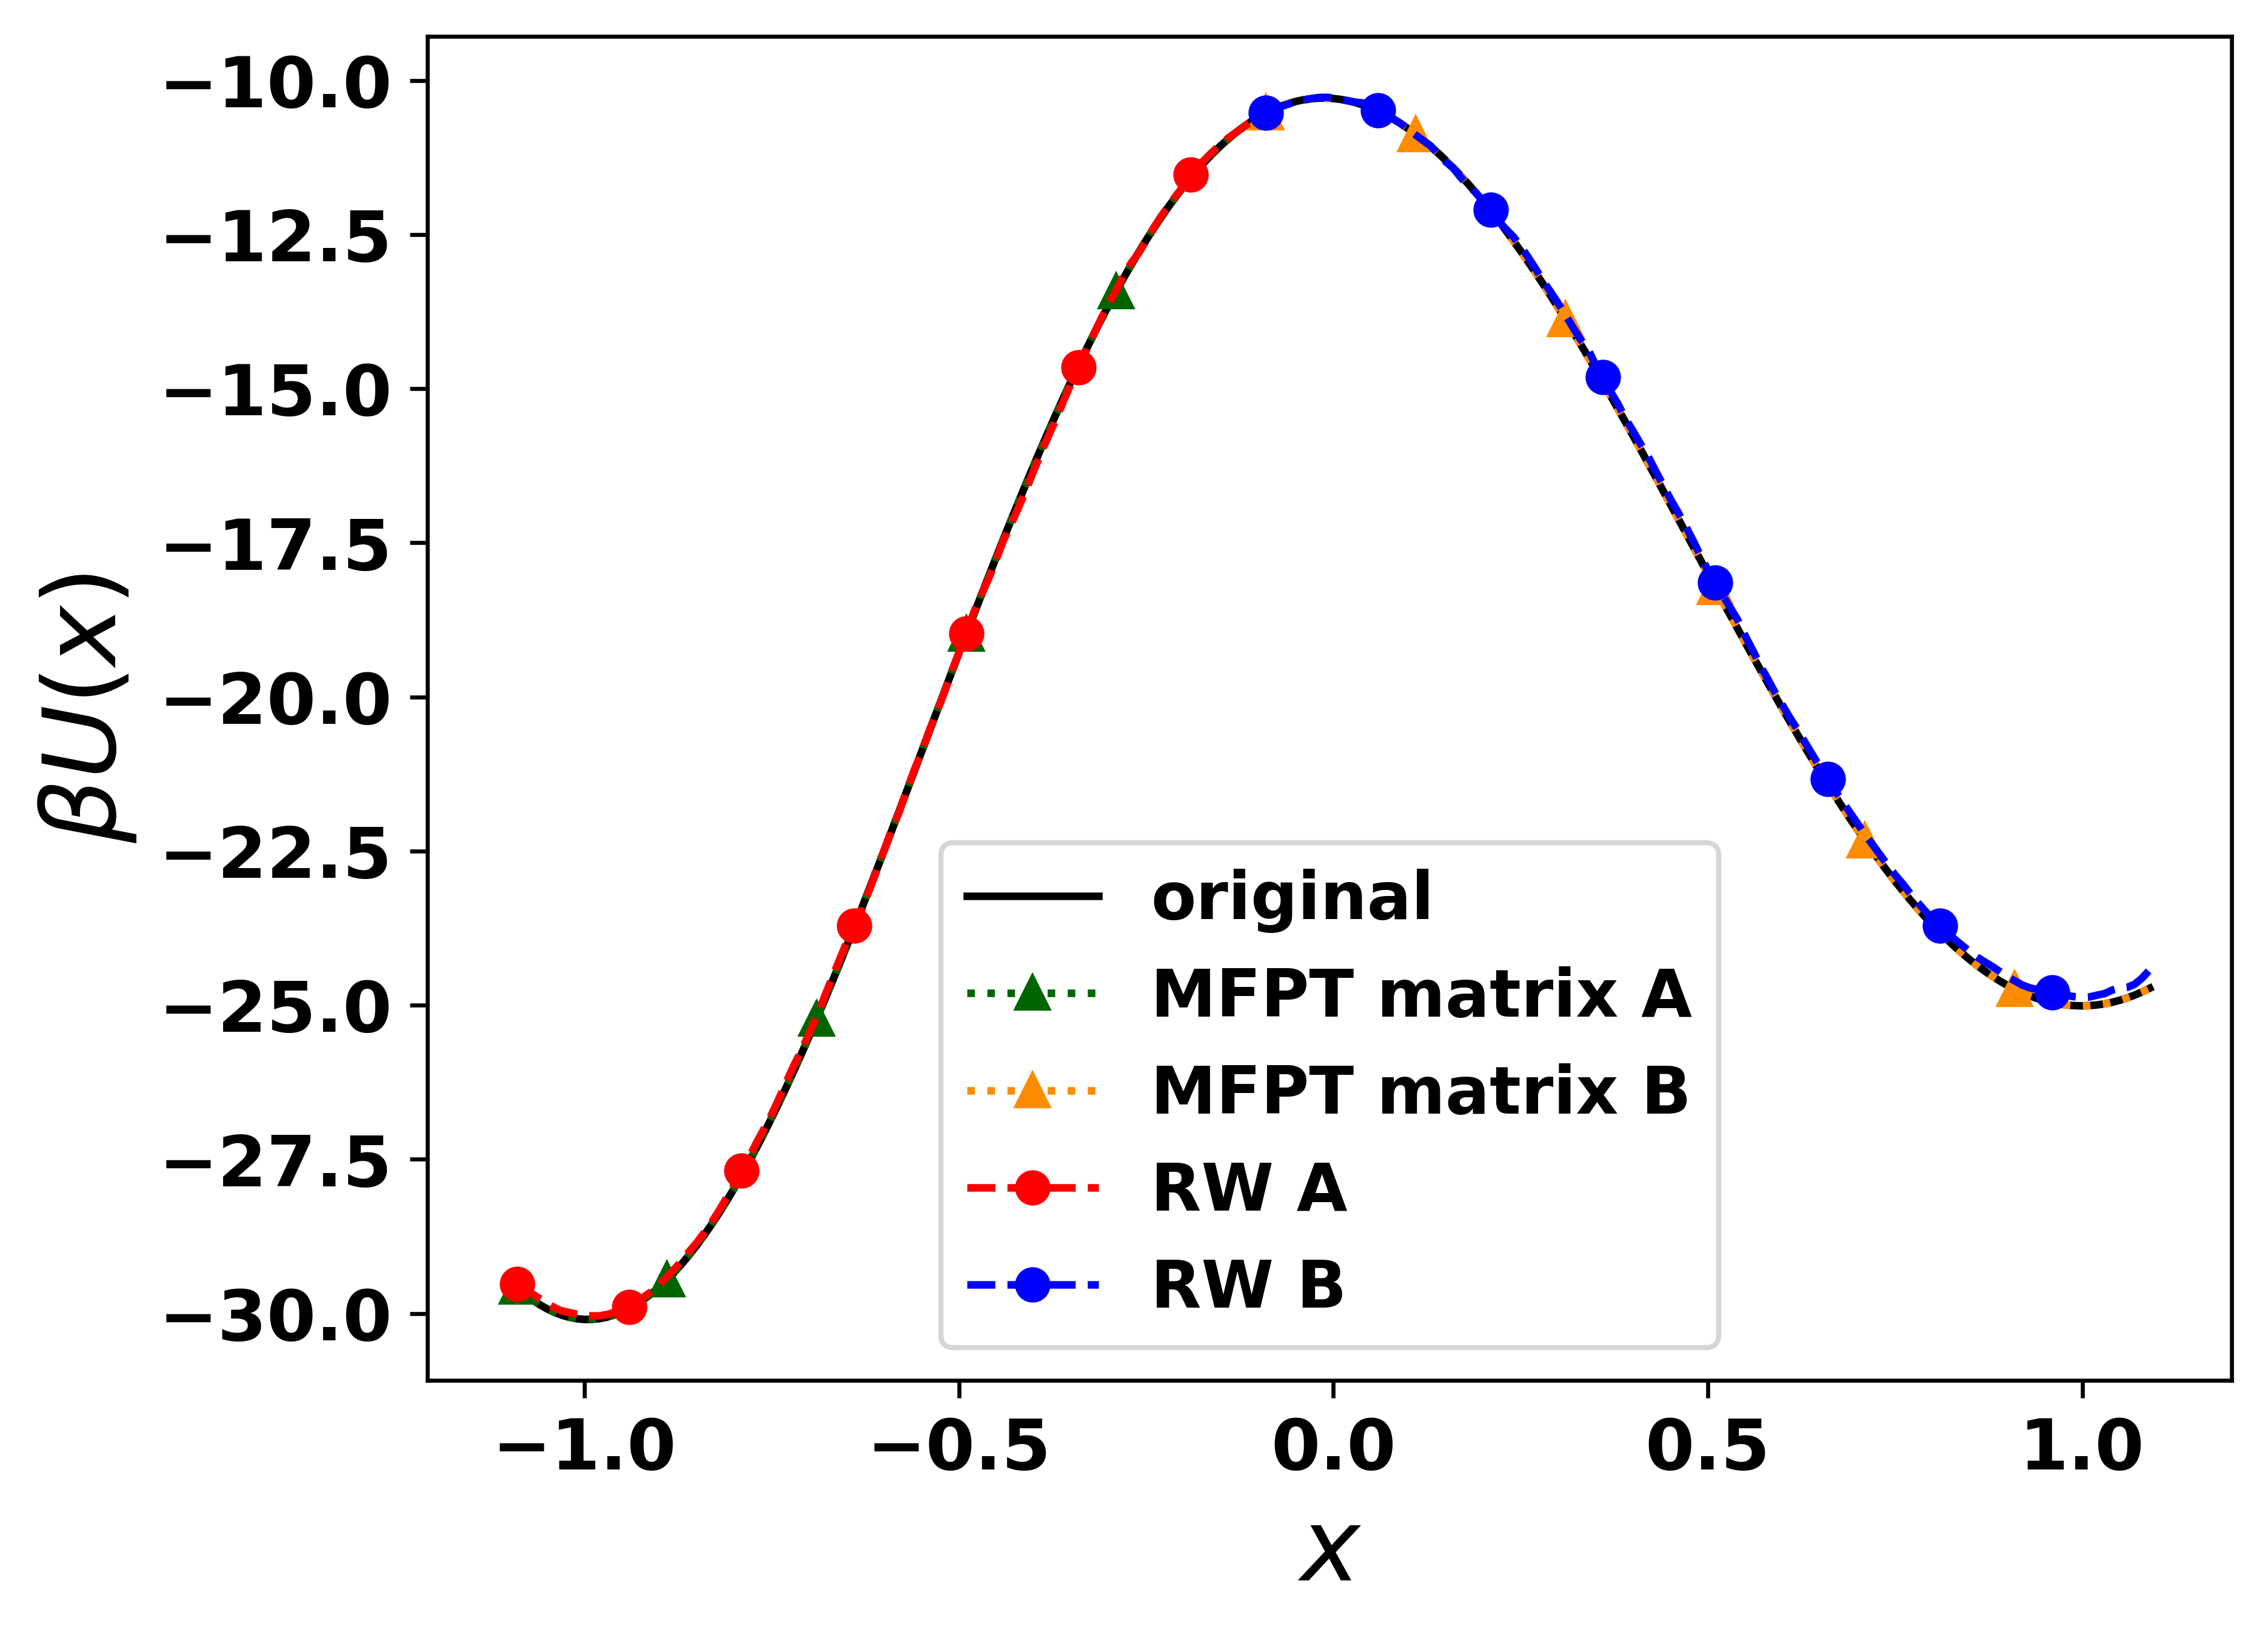 −10.0
−12.5
−15.0
−17.5
−20.0
−22.5
−25.0
−27.5
−30.0
βU(x)
original
MFPT matrix A
MFPT matrix B
RW A
RW B
−1.0 −0.5 0.0 0.5 1.0
x